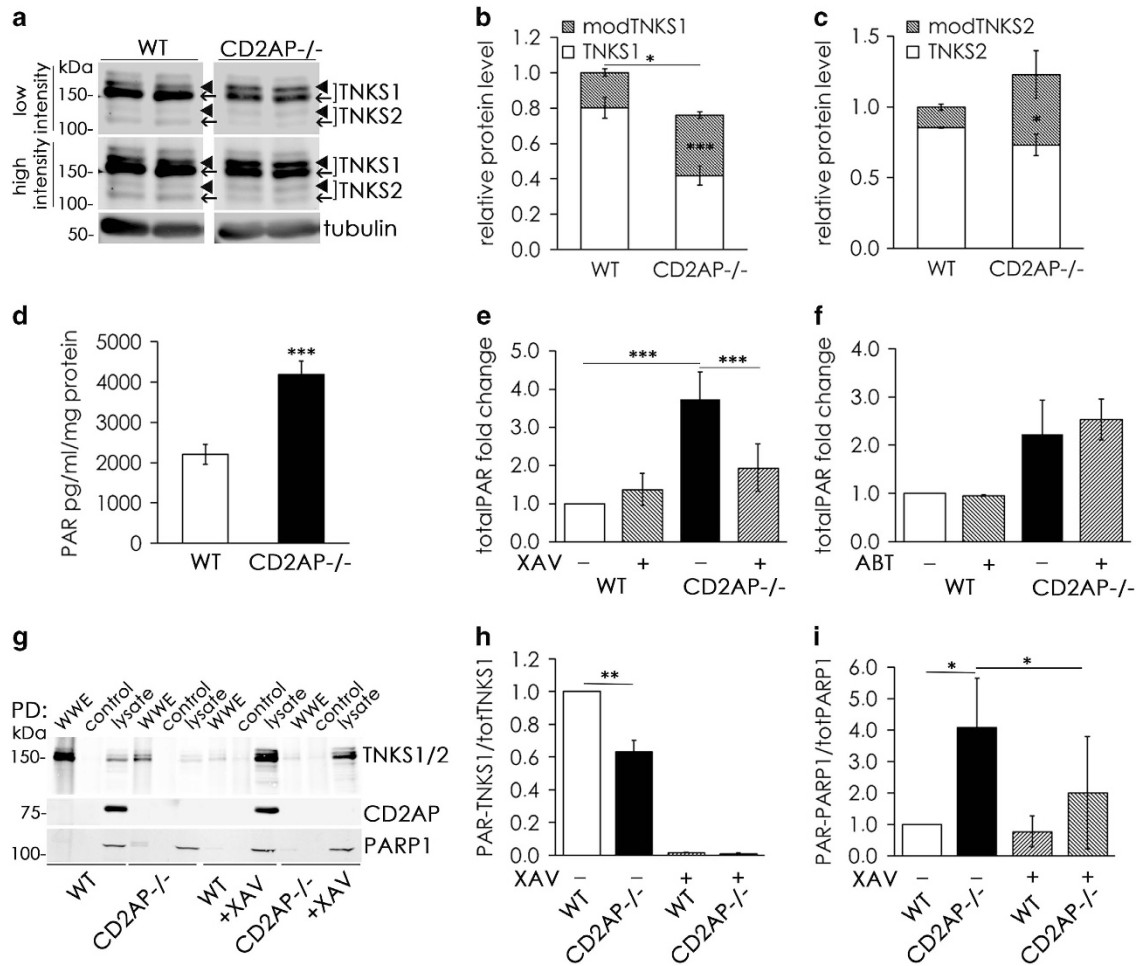 a
WT CD2AP-/-
kDa
low intensity
150-
]TNKS1
]TNKS2
100-
high intensity
150-
]TNKS1
]TNKS2
100-
50-
tubulin
b
modTNKS1
TNKS1
relative protein level
1.2
1.0
0.8
0.6
0.4
0.2
0.0
*
***
WT CD2AP-/-
c
modTNKS2
TNKS2
relative protein level
1.5
1.0
0.5
0.0
*
WT CD2AP-/-
d
PAR pg/ml/mg protein
5000
4000
3000
2000
1000
0
***
WT CD2AP-/-
e
totalPAR fold change
5.0
4.0
3.0
2.0
1.0
0.0
*** ***
XAV – + – +
WT CD2AP-/-
f
totalPAR fold change
4.0
3.0
2.0
1.0
0.0
ABT – + – +
WT CD2AP-/-
g
PD: WWE control lysate WWE control lysate WWE control lysate WWE control lysate
kDa
150-
TNKS1/2
75-
CD2AP
100-
PARP1
WT CD2AP-/- WT +XAV CD2AP-/- +XAV
h
PAR-TNKS1/totTNKS1
1.2
1.0
0.8
0.6
0.4
0.2
0.0
**
XAV – – + +
WT CD2AP-/- WT CD2AP-/-
i
PAR-PARP1/totPARP1
6.0
5.0
4.0
3.0
2.0
1.0
0.0
* *
XAV – – + +
WT CD2AP-/- WT CD2AP-/-